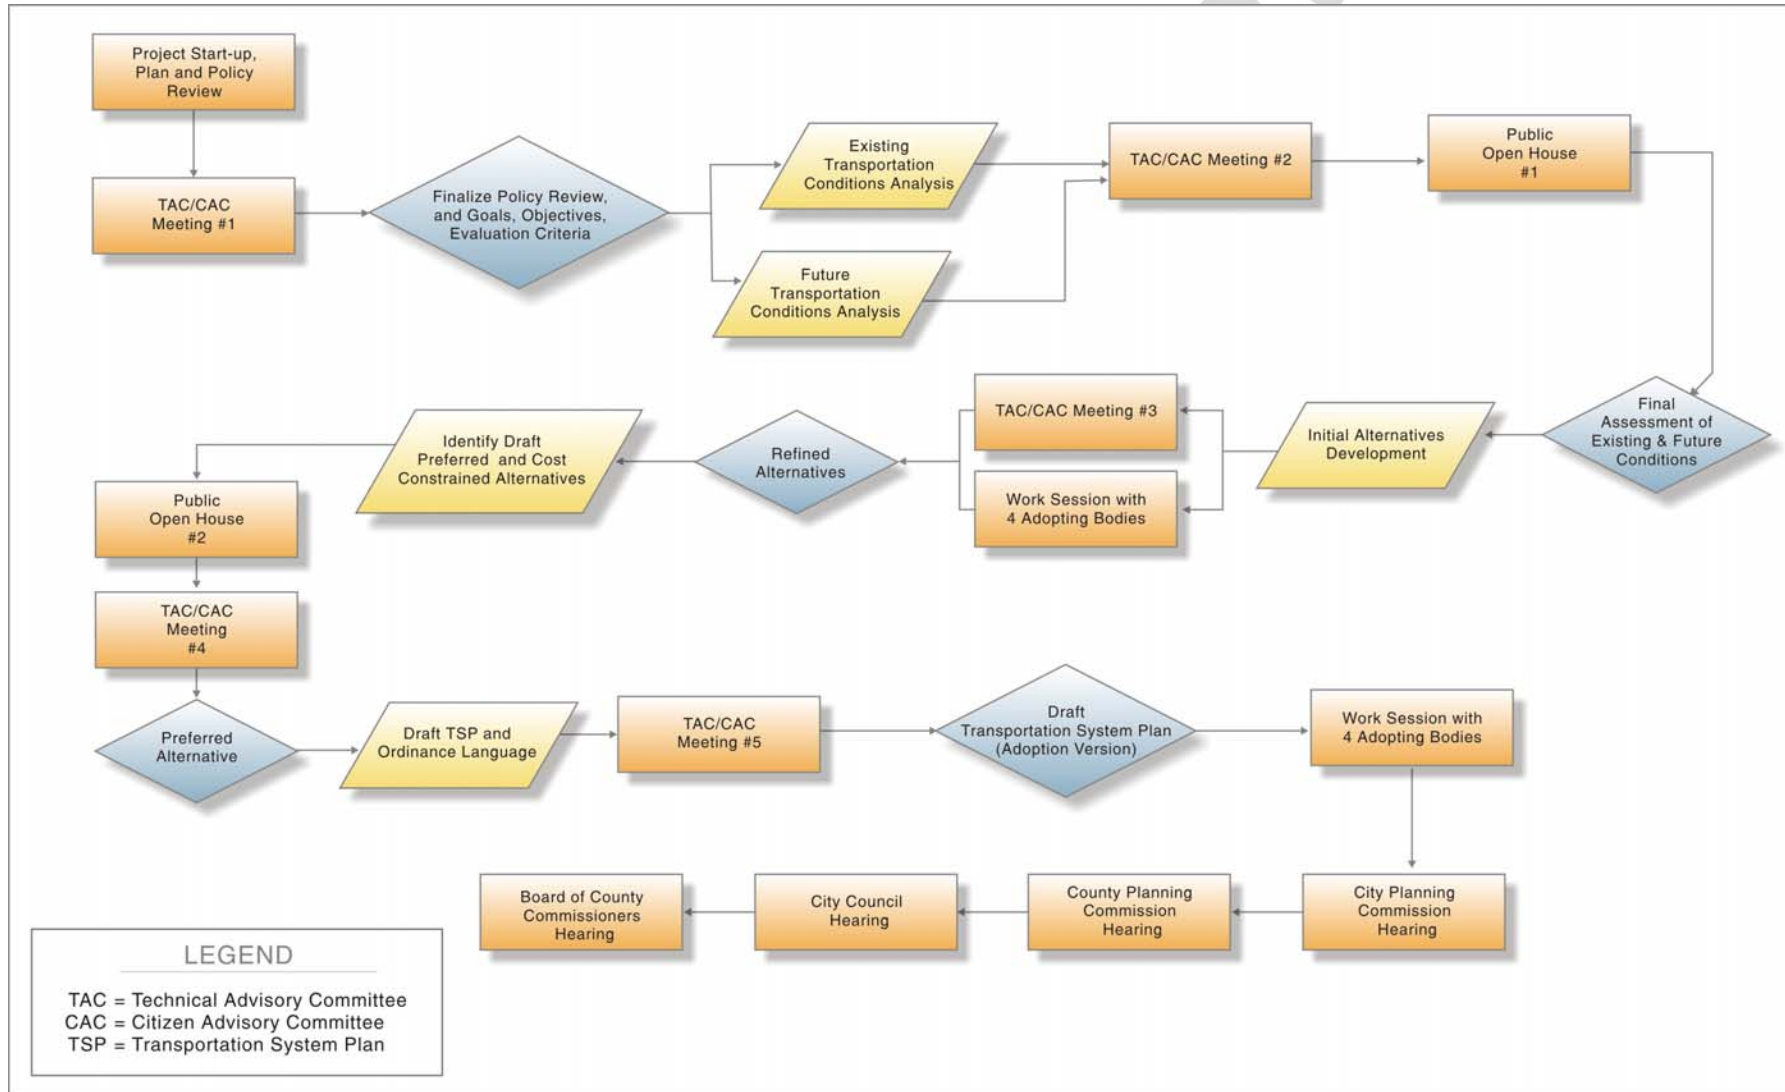 Project Start-up,
Plan and Policy
Review
TAC/CAC
Meeting #1
Finalize Policy Review,
and Goals, Objectives,
Evaluation Criteria
Existing
Transportation
Conditions Analysis
Future
Transportation
Conditions Analysis
TAC/CAC Meeting #2
Public
Open House
#1
Final
Assessment of
Existing & Future
Conditions
Initial Alternatives
Development
TAC/CAC Meeting #3
Work Session with
4 Adopting Bodies
Refined
Alternatives
Identify Draft
Preferred and Cost
Constrained Alternatives
Public
Open House
#2
TAC/CAC
Meeting
#4
Preferred
Alternative
Draft TSP and
Ordinance Language
TAC/CAC
Meeting #5
Draft
Transportation System Plan
(Adoption Version)
Work Session with
4 Adopting Bodies
City Planning
Commission
Hearing
County Planning
Commission
Hearing
City Council
Hearing
Board of County
Commissioners
Hearing
LEGEND
TAC = Technical Advisory Committee
CAC = Citizen Advisory Committee
TSP = Transportation System Plan